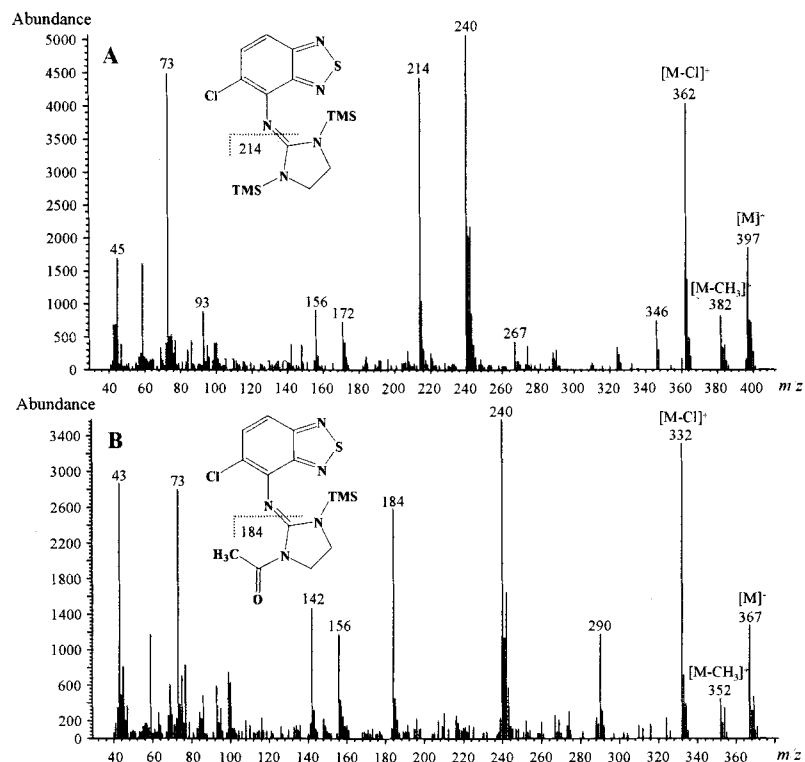 Abundance
5000
4500
4000
3500
3000
2500
2000
1500
1000
500
0
A
45
73
93
156
172
214
240
267
346
[M-Cl]⁺
362
[M-CH₃]
382
[M]
397
Cl
N
S
N
N
TMS
214
N
N
TMS
40 60 80 100 120 140 160 180 200 220 240 260 280 300 320 340 360 380 400 m/z
Abundance
3400
3200
2800
2600
2200
1800
1400
1000
600
200
0
B
43
73
142
156
184
240
290
[M-Cl]⁺
332
[M-CH₃]
352
[M]
367
Cl
N
S
N
N
TMS
184
N
H₃C
N
O
40 60 80 100 120 140 160 180 200 220 240 260 280 300 320 340 360 m/z